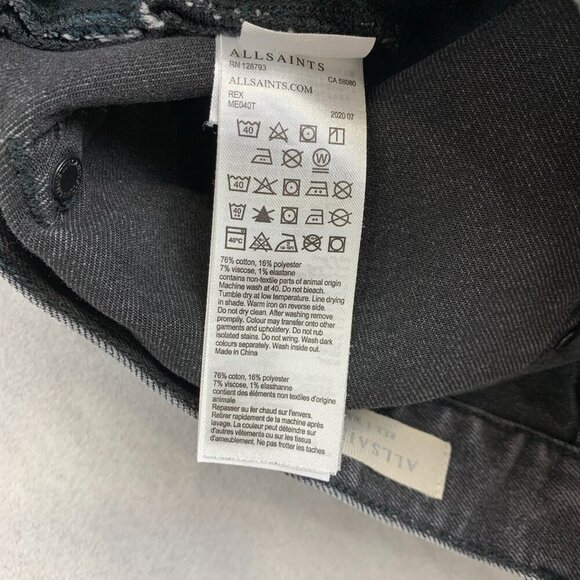 ALLSAINTS
RN 128793
ALLSAINTS.COM CA 58080
REX
ME040T 2020 07
40 1
W
40
40
40°C
76% cotton, 16% polyester
7% viscose, 1% elastane
contains non-textile parts of animal origin
Machine wash at 40. Do not bleach.
Tumble dry at low temperature. Line drying
in shade. Warm iron on reverse side.
Do not dry clean. After washing remove
promptly. Colour may transfer onto other
garments and upholstery. Do not rub
isolated stains. Do not wring. Wash dark
colours separately. Wash inside out.
Made in China
76% coton, 16% polyester
7% viscose, 1% élasthanne
contient des éléments non textiles d'origine
animale
Repasser au fer chaud sur l'envers.
Retirer rapidement de la machine après
lavage. La couleur peut déteindre sur
d'autres vêtements ou sur les tissus
d'ameublement. Ne pas frotter les taches
ALLSAINTS